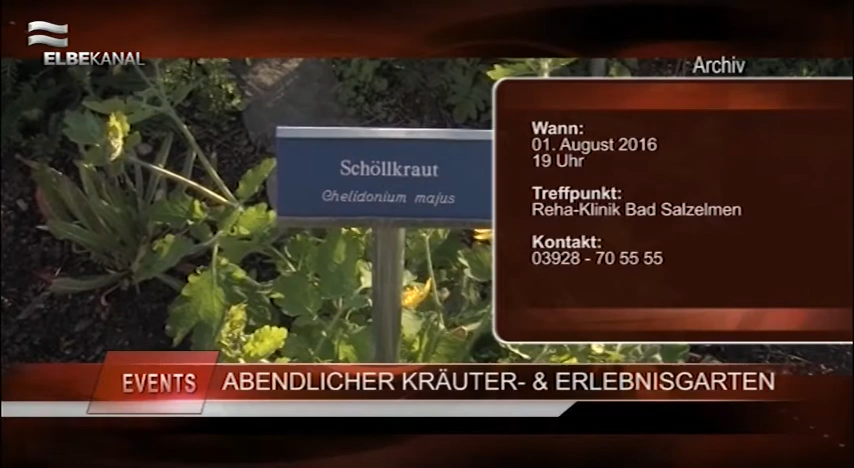 ELBEKANAL
Archiv
Schöllkraut
Chelidonium majus
Wann:
01. August 2016
19 Uhr
Treffpunkt:
Reha-Klinik Bad Salzelmen
Kontakt:
03928 - 70 55 55
EVENTS
ABENDLICHER KRÄUTER- & ERLEBNISGARTEN